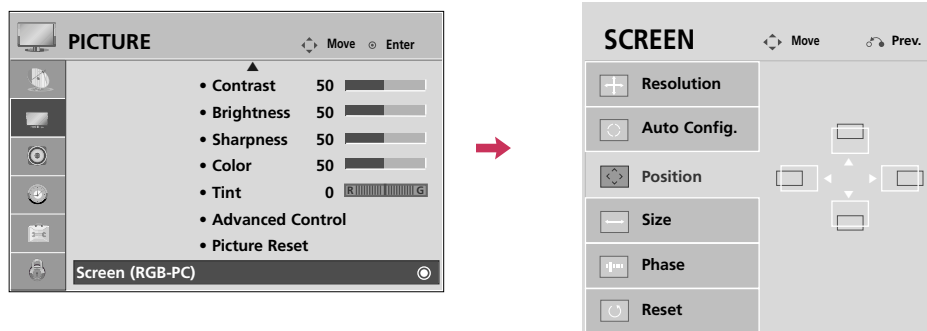 PICTURE
Move
Enter
• Contrast 50
• Brightness 50
• Sharpness 50
• Color 50
• Tint 0 R G
• Advanced Control
• Picture Reset
Screen (RGB-PC)
SCREEN
Move
Prev.
Resolution
Auto Config.
Position
Size
Phase
Reset